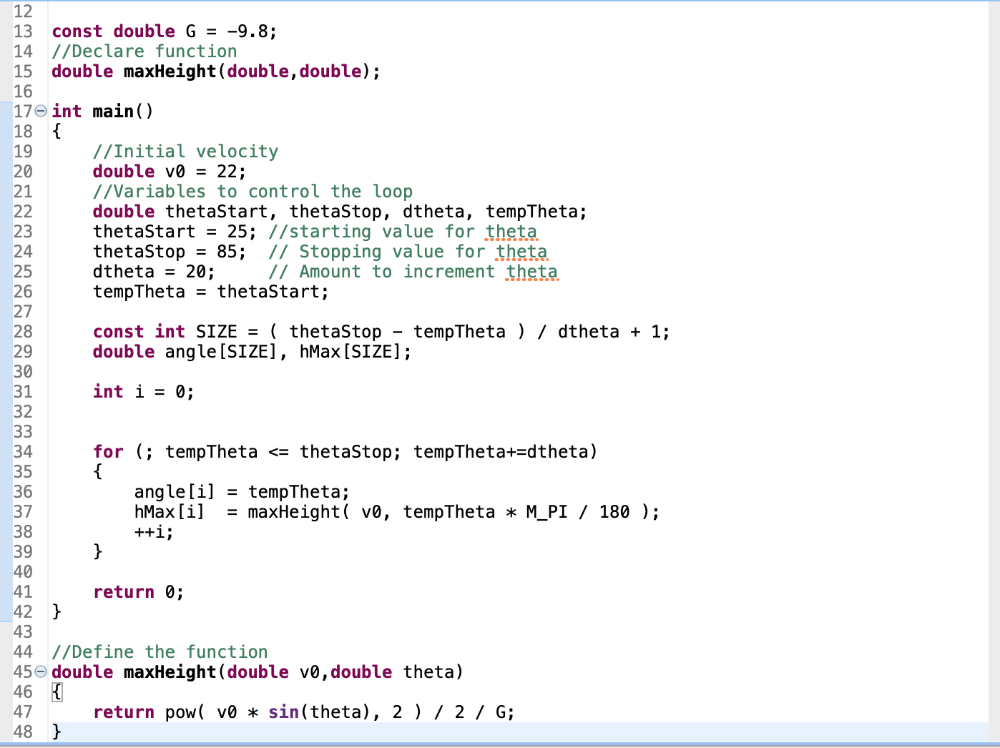 12
13 const double G = -9.8;
14 //Declare function
15 double maxHeight(double,double);
16
17 int main()
18 {
19     //Initial velocity
20     double v0 = 22;
21     //Variables to control the loop
22     double thetaStart, thetaStop, dtheta, tempTheta;
23     thetaStart = 25; //starting value for theta
24     thetaStop = 85;  // Stopping value for theta
25     dtheta = 20;     // Amount to increment theta
26     tempTheta = thetaStart;
27
28     const int SIZE = ( thetaStop - tempTheta ) / dtheta + 1;
29     double angle[SIZE], hMax[SIZE];
30
31     int i = 0;
32
33
34     for (; tempTheta <= thetaStop; tempTheta+=dtheta)
35     {
36         angle[i] = tempTheta;
37         hMax[i]  = maxHeight( v0, tempTheta * M_PI / 180 );
38         ++i;
39     }
40
41     return 0;
42 }
43
44 //Define the function
45 double maxHeight(double v0,double theta)
46 {
47     return pow( v0 * sin(theta), 2 ) / 2 / G;
48 }